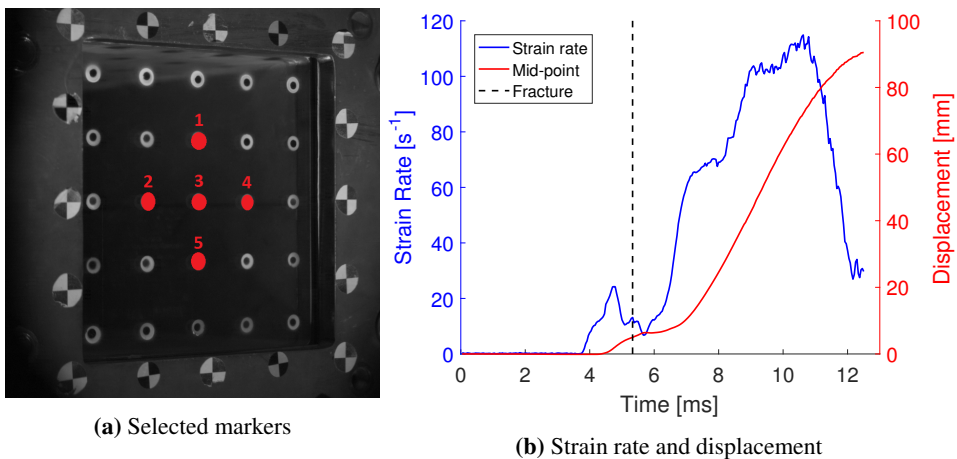 1
2 3 4
5
(a) Selected markers
120
100
80
60
40
20
0
Strain Rate [s⁻¹]
Strain rate
Mid-point
Fracture
100
80
60
40
20
0
Displacement [mm]
0 2 4 6 8 10 12
Time [ms]
(b) Strain rate and displacement